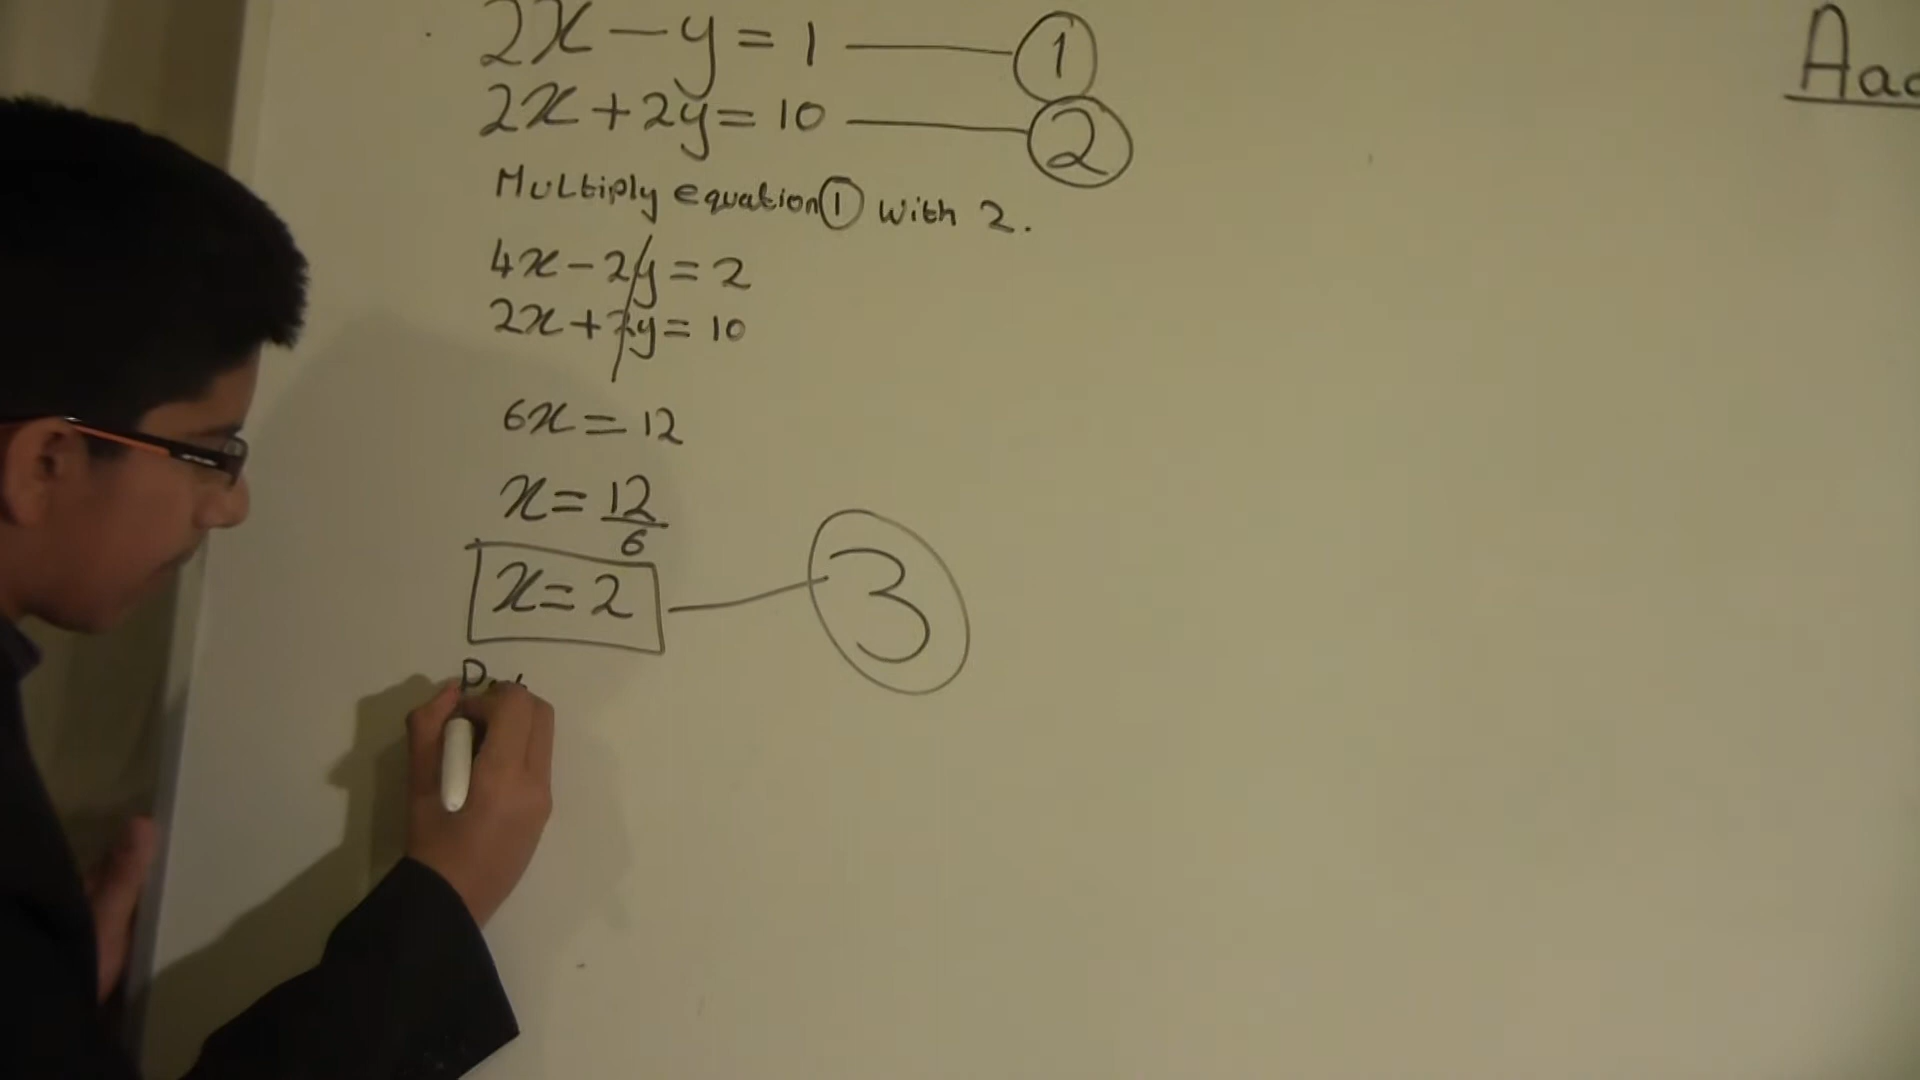 2x - y = 1 — 1
2x + 2y = 10 — 2
Multiply equation 1 with 2.
4x - 2y = 2
2x + 2y = 10
6x = 12
x = 12/6
x = 2 — 3
Aad